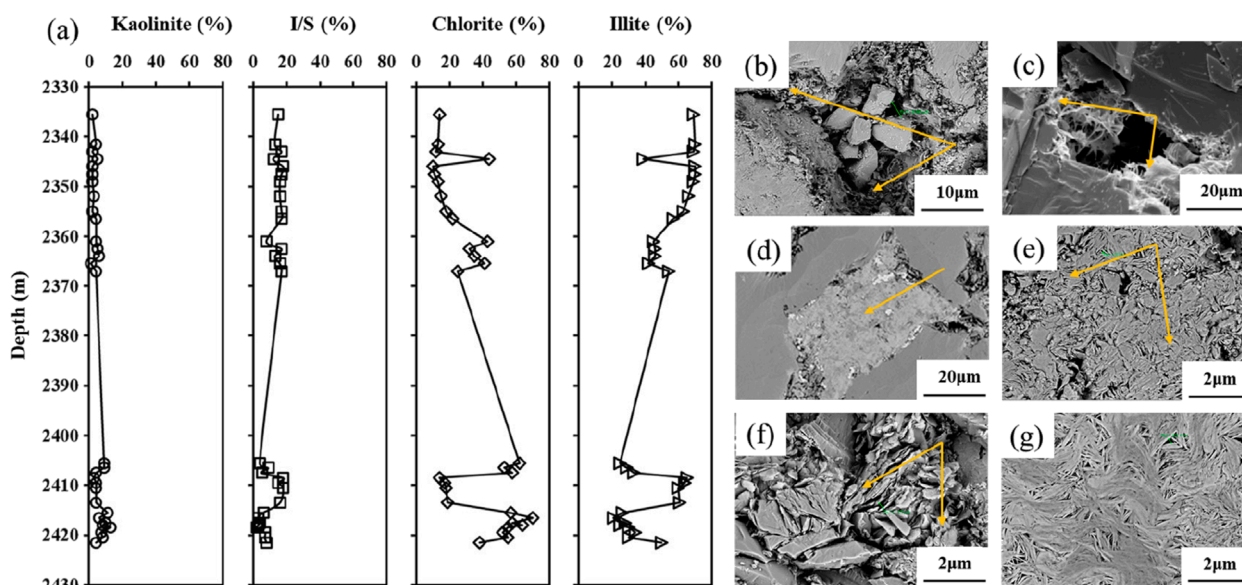 (a)
Kaolinite (%)
I/S (%)
Chlorite (%)
Illite (%)
0 20 40 60 80
0 20 40 60 80
0 20 40 60 80
0 20 40 60 80
Depth (m)
2330
2340
2350
2360
2370
2380
2390
2400
2410
2420
2430
(b)
10μm
(c)
20μm
(d)
20μm
(e)
2μm
(f)
2μm
(g)
2μm